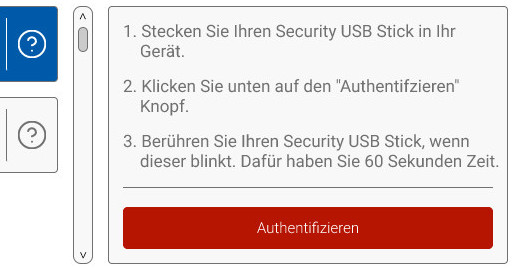 1. Stecken Sie Ihren Security USB Stick in Ihr
Gerät.
2. Klicken Sie unten auf den "Authentifzieren"
Knopf.
3. Berühren Sie Ihren Security USB Stick, wenn
dieser blinkt. Dafür haben Sie 60 Sekunden Zeit.
Authentifizieren